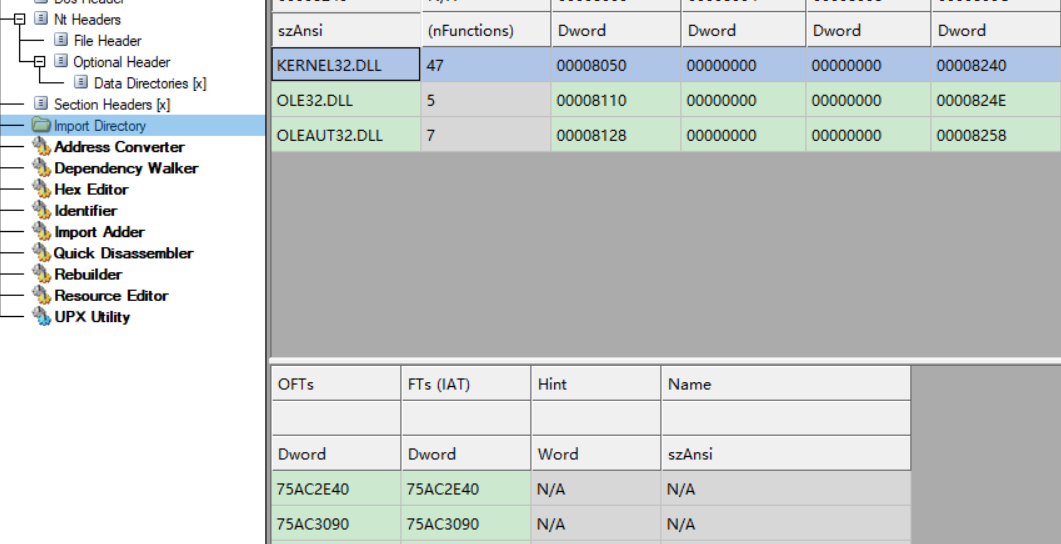 Nt Headers
File Header
Optional Header
Data Directories [x]
Section Headers [x]
Import Directory
Address Converter
Dependency Walker
Hex Editor
Identifier
Import Adder
Quick Disassembler
Rebuilder
Resource Editor
UPX Utility
szAnsi (nFunctions) Dword Dword Dword Dword
KERNEL32.DLL 47 00008050 00000000 00000000 00008240
OLE32.DLL 5 00008110 00000000 00000000 0000824E
OLEAUT32.DLL 7 00008128 00000000 00000000 00008258
OFTs FTs (IAT) Hint Name
Dword Dword Word szAnsi
75AC2E40 75AC2E40 N/A N/A
75AC3090 75AC3090 N/A N/A